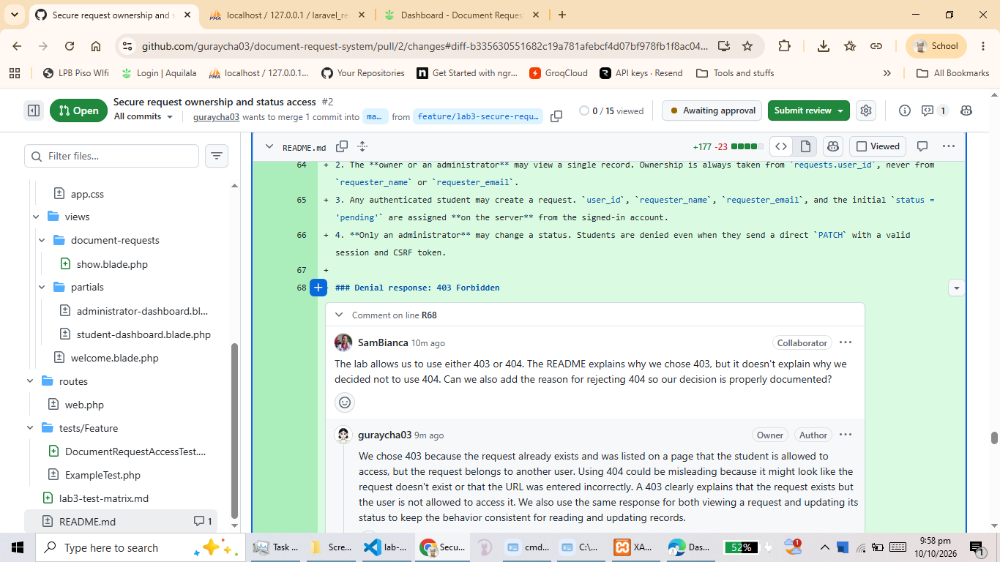 Secure request ownership and s
localhost / 127.0.0.1 / laravel_re
Dashboard - Document Reques
github.com/guraycha03/document-request-system/pull/2/changes#diff-b335630551682c19a781afebcf4d07bf978fb1f8ac04...
School
LPB Piso WIfi
Login | Aquilala
localhost / 127.0.0.1...
Your Repositories
Get Started with ngr...
GroqCloud
API keys · Resend
Tools and stuffs
All Bookmarks
Open
Secure request ownership and status access #2
All commits
guraycha03 wants to merge 1 commit into ma... from feature/lab3-secure-requ...
0 / 15 viewed
Awaiting approval
Submit review
1
Filter files...
app.css
views
document-requests
show.blade.php
partials
administrator-dashboard.bl...
student-dashboard.blade.php
welcome.blade.php
routes
web.php
tests/Feature
DocumentRequestAccessTest....
ExampleTest.php
lab3-test-matrix.md
README.md
1
README.md
+177 -23
Viewed
64 + 2. The **owner or an administrator** may view a single record. Ownership is always taken from `requests.user_id`, never from
`requester_name` or `requester_email`.
65 + 3. Any authenticated student may create a request. `user_id`, `requester_name`, `requester_email`, and the initial `status =
'pending'` are assigned **on the server** from the signed-in account.
66 + 4. **Only an administrator** may change a status. Students are denied even when they send a direct `PATCH` with a valid
session and CSRF token.
67 +
68 ### Denial response: 403 Forbidden
Comment on line R68
SamBianca 10m ago
Collaborator
The lab allows us to use either 403 or 404. The README explains why we chose 403, but it doesn't explain why we
decided not to use 404. Can we also add the reason for rejecting 404 so our decision is properly documented?
guraycha03 9m ago
Owner
Author
We chose 403 because the request already exists and was listed on a page that the student is allowed to
access, but the request belongs to another user. Using 404 could be misleading because it might look like the
request doesn't exist or that the URL was entered incorrectly. A 403 clearly explains that the request exists but
the user is not allowed to access it. We also use the same response for both viewing a request and updating its
status to keep the behavior consistent for reading and updating records.
Type here to search
Task ...
Scre...
lab-...
Secu...
cmd...
C:\...
XA...
Das...
52%
1
9:58 pm
10/10/2026
1